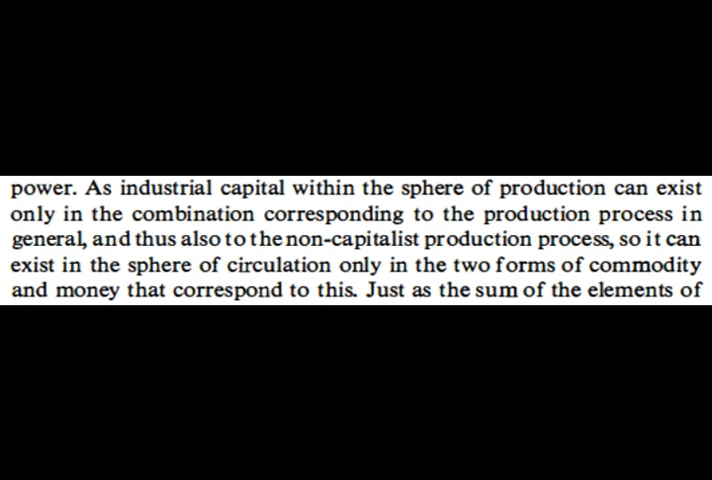 power. As industrial capital within the sphere of production can exist
only in the combination corresponding to the production process in
general, and thus also to the non-capitalist production process, so it can
exist in the sphere of circulation only in the two forms of commodity
and money that correspond to this. Just as the sum of the elements of